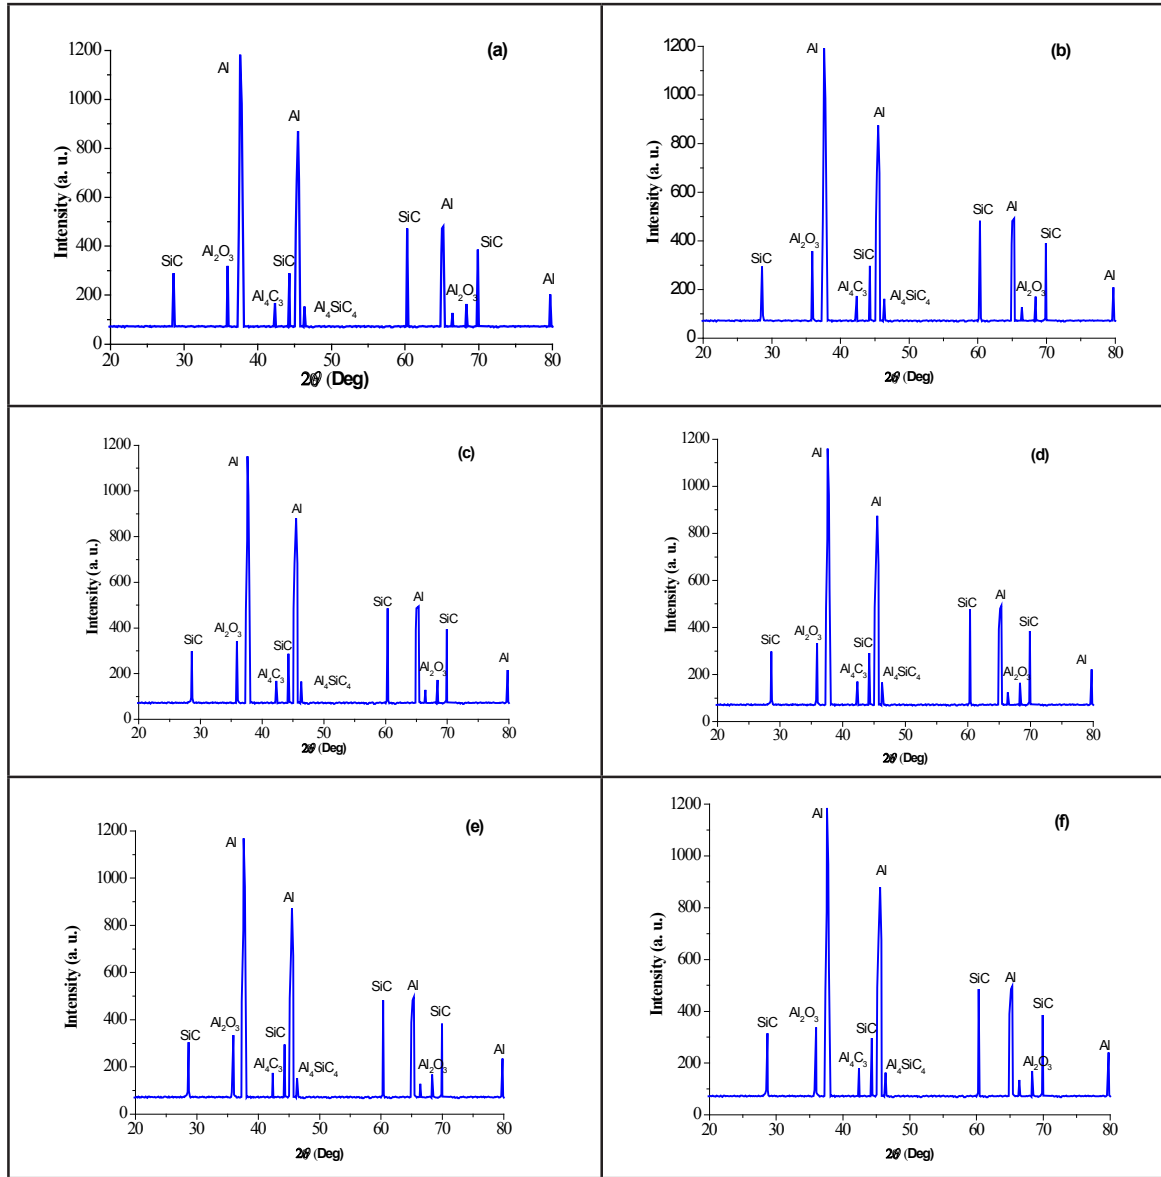 (a)
Intensity (a. u.)
1200
1000
800
600
400
200
0
Al
Al
SiC
Al
SiC
SiC
Al₂O₃
SiC
Al₄C₃
Al₄SiC₄
Al₂O₃
Al
20 30 40 50 60 70 80
2θ (Deg)
(b)
Intensity (a. u.)
1200
1000
800
600
400
200
0
Al
Al
SiC
Al
SiC
Al₂O₃
SiC
SiC
Al₄C₃
Al₄SiC₄
Al₂O₃
Al
20 30 40 50 60 70 80
2θ (Deg)
(c)
Intensity (a. u.)
1200
1000
800
600
400
200
0
Al
Al
SiC
Al
SiC
Al₂O₃
SiC
SiC
Al₄C₃
Al₄SiC₄
Al₂O₃
Al
20 30 40 50 60 70 80
2θ (Deg)
(d)
Intensity (a. u.)
1200
1000
800
600
400
200
0
Al
Al
SiC
Al
SiC
Al₂O₃
SiC
SiC
Al₄C₃
Al₄SiC₄
Al₂O₃
Al
20 30 40 50 60 70 80
2θ (Deg)
(e)
Intensity (a. u.)
1200
1000
800
600
400
200
0
Al
Al
SiC
Al
SiC
Al₂O₃
SiC
SiC
Al₄C₃
Al₄SiC₄
Al₂O₃
Al
20 30 40 50 60 70 80
2θ (Deg)
(f)
Intensity (a. u.)
1200
1000
800
600
400
200
0
Al
Al
SiC
Al
SiC
Al₂O₃
SiC
SiC
Al₄C₃
Al₄SiC₄
Al₂O₃
Al
20 30 40 50 60 70 80
2θ (Deg)